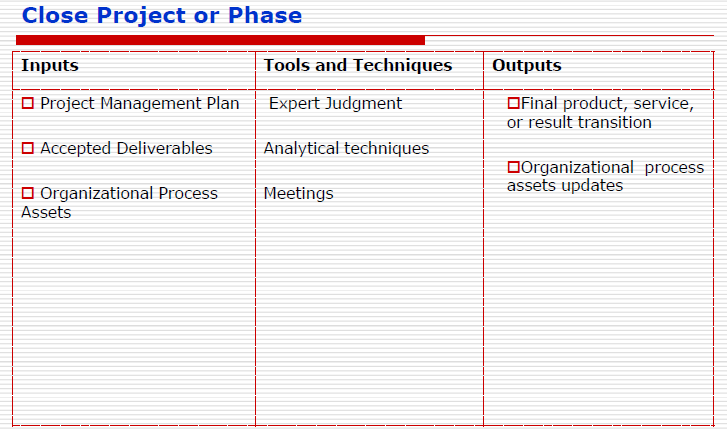 Close Project or Phase
Inputs
Tools and Techniques
Outputs
Project Management Plan
Accepted Deliverables
Organizational Process
Assets
Expert Judgment
Analytical techniques
Meetings
Final product, service,
or result transition
Organizational process
assets updates